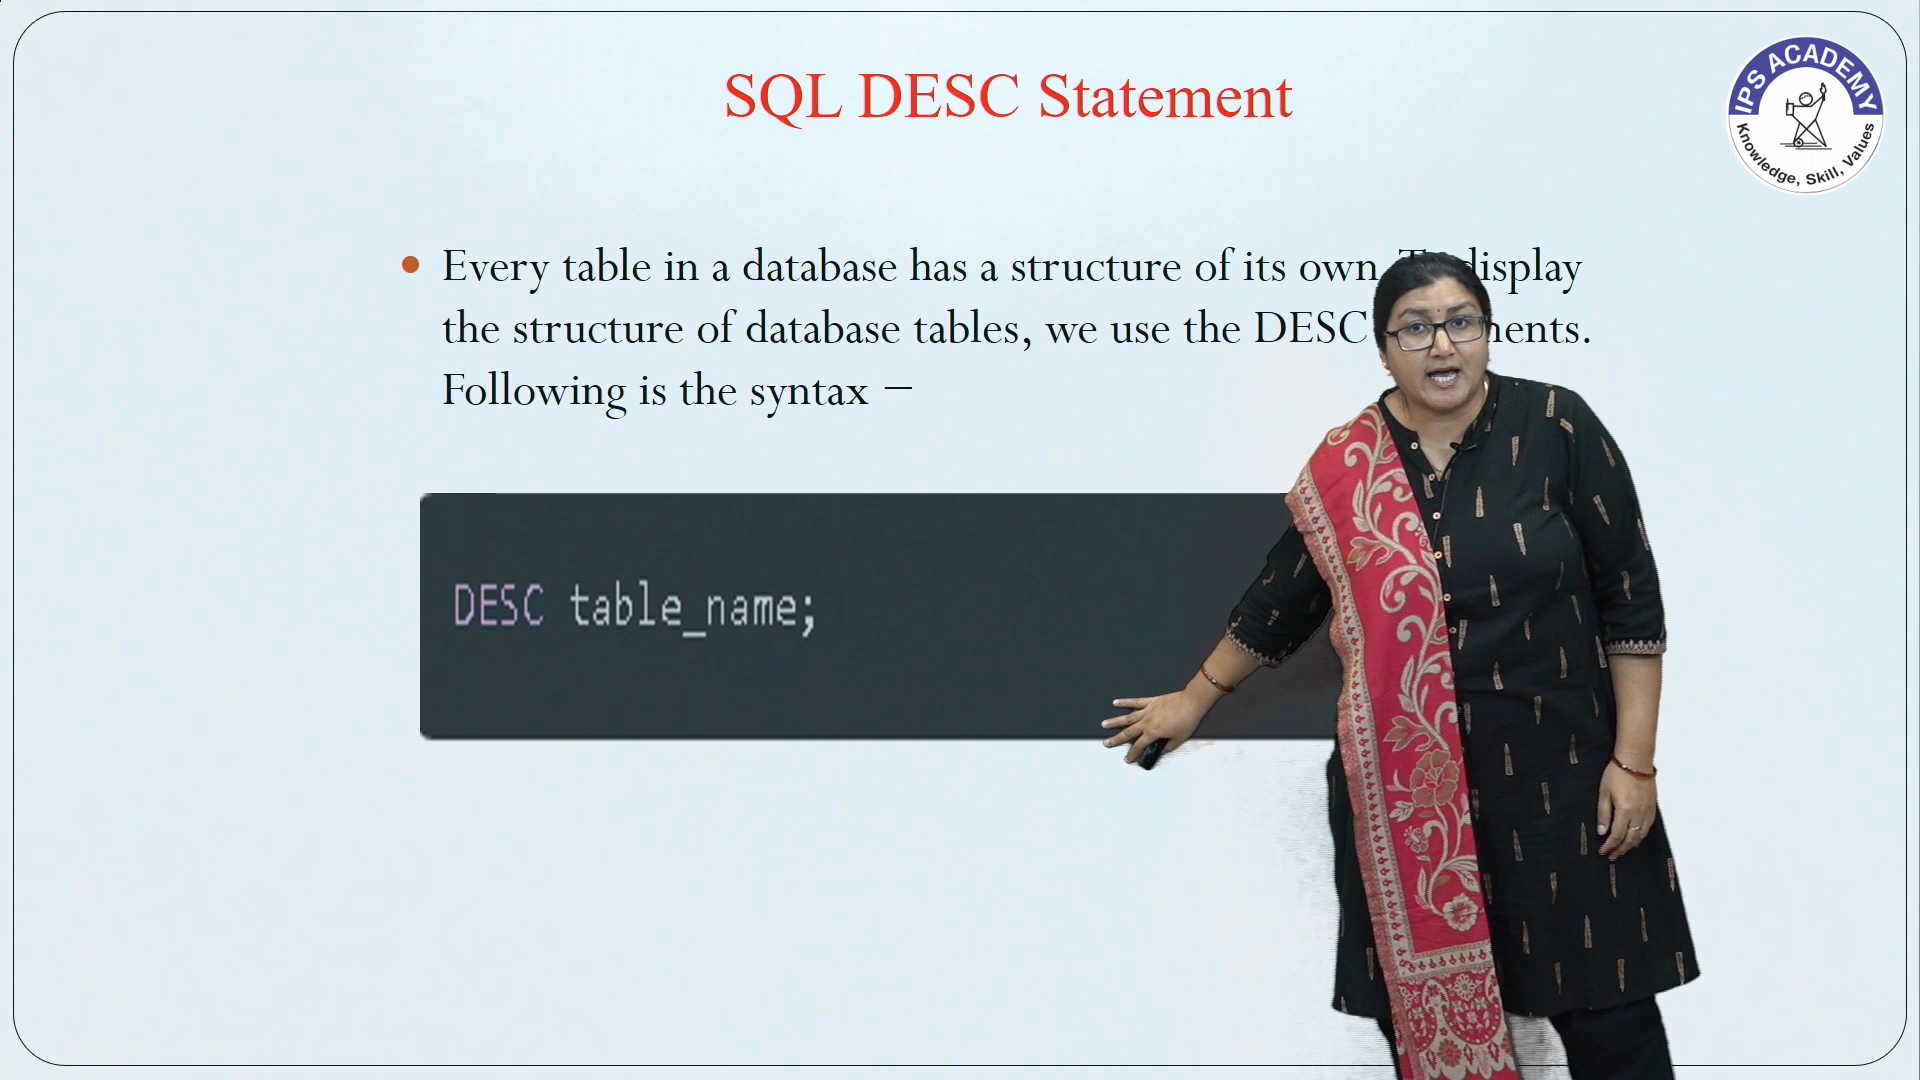 SQL DESC Statement
IPS ACADEMY
Knowledge, Skill, Values
Every table in a database has a structure of its own display
the structure of database tables, we use the DESC
Following is the syntax –
DESC table_name;